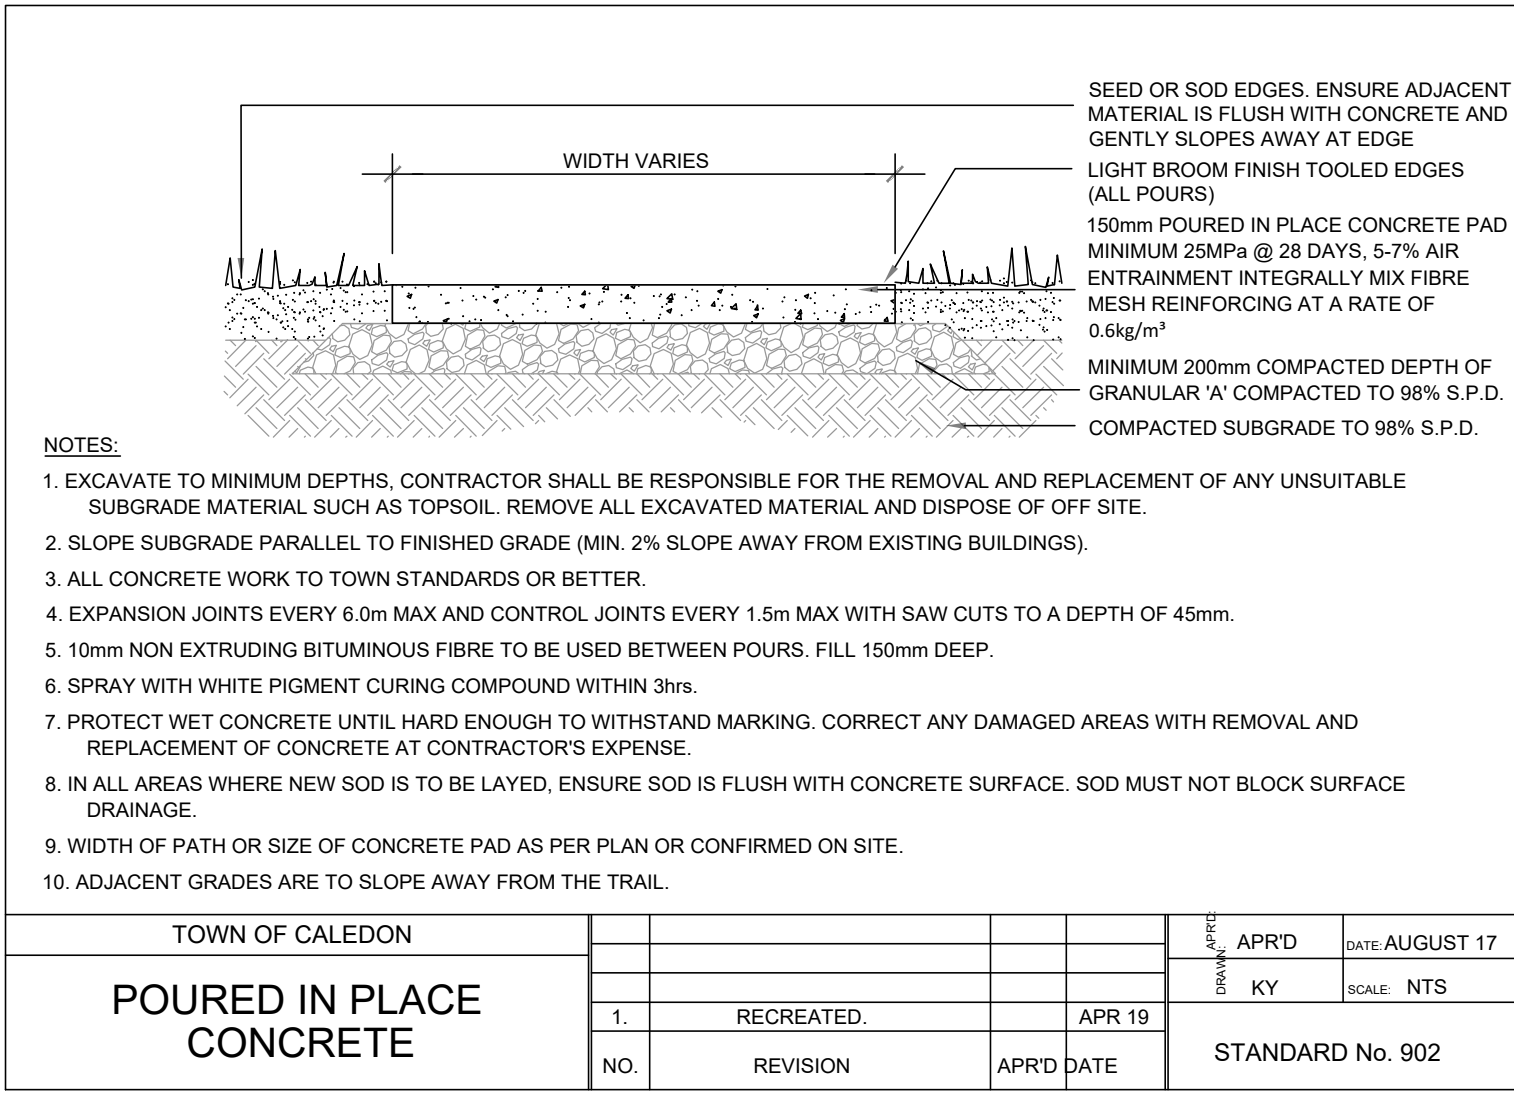 SEED OR SOD EDGES. ENSURE ADJACENT
MATERIAL IS FLUSH WITH CONCRETE AND
GENTLY SLOPES AWAY AT EDGE
WIDTH VARIES
LIGHT BROOM FINISH TOOLED EDGES
(ALL POURS)
150mm POURED IN PLACE CONCRETE PAD
MINIMUM 25MPa @ 28 DAYS, 5-7% AIR
ENTRAINMENT INTEGRALLY MIX FIBRE
MESH REINFORCING AT A RATE OF
0.6kg/m³
MINIMUM 200mm COMPACTED DEPTH OF
GRANULAR 'A' COMPACTED TO 98% S.P.D.
COMPACTED SUBGRADE TO 98% S.P.D.
NOTES:
1. EXCAVATE TO MINIMUM DEPTHS, CONTRACTOR SHALL BE RESPONSIBLE FOR THE REMOVAL AND REPLACEMENT OF ANY UNSUITABLE
SUBGRADE MATERIAL SUCH AS TOPSOIL. REMOVE ALL EXCAVATED MATERIAL AND DISPOSE OF OFF SITE.
2. SLOPE SUBGRADE PARALLEL TO FINISHED GRADE (MIN. 2% SLOPE AWAY FROM EXISTING BUILDINGS).
3. ALL CONCRETE WORK TO TOWN STANDARDS OR BETTER.
4. EXPANSION JOINTS EVERY 6.0m MAX AND CONTROL JOINTS EVERY 1.5m MAX WITH SAW CUTS TO A DEPTH OF 45mm.
5. 10mm NON EXTRUDING BITUMINOUS FIBRE TO BE USED BETWEEN POURS. FILL 150mm DEEP.
6. SPRAY WITH WHITE PIGMENT CURING COMPOUND WITHIN 3hrs.
7. PROTECT WET CONCRETE UNTIL HARD ENOUGH TO WITHSTAND MARKING. CORRECT ANY DAMAGED AREAS WITH REMOVAL AND
REPLACEMENT OF CONCRETE AT CONTRACTOR'S EXPENSE.
8. IN ALL AREAS WHERE NEW SOD IS TO BE LAYED, ENSURE SOD IS FLUSH WITH CONCRETE SURFACE. SOD MUST NOT BLOCK SURFACE
DRAINAGE.
9. WIDTH OF PATH OR SIZE OF CONCRETE PAD AS PER PLAN OR CONFIRMED ON SITE.
10. ADJACENT GRADES ARE TO SLOPE AWAY FROM THE TRAIL.
TOWN OF CALEDON
POURED IN PLACE
CONCRETE
1. RECREATED. APR 19
NO. REVISION APR'D DATE
APR'D: APR'D DATE: AUGUST 17
DRAWN: KY SCALE: NTS
STANDARD No. 902